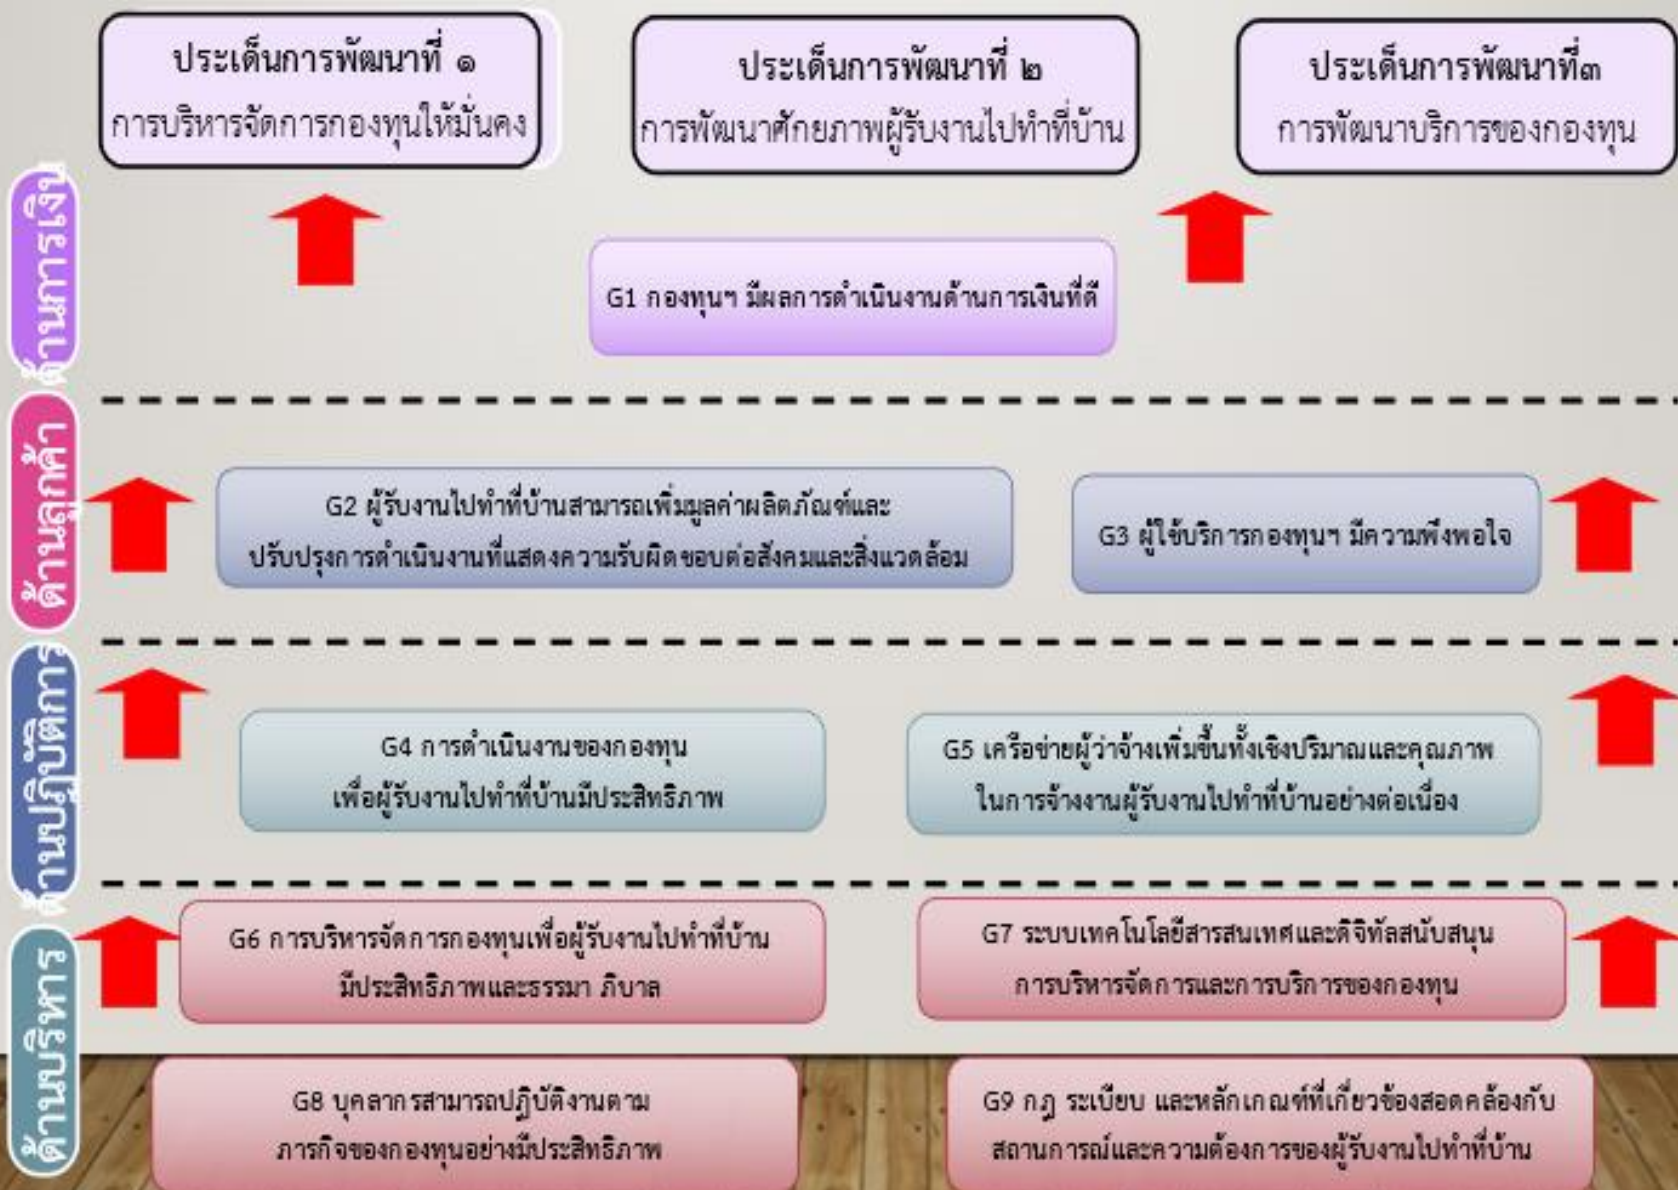 ประเด็นการพัฒนาที่ ๑
การบริหารจัดการกองทุนให้มั่นคง
ประเด็นการพัฒนาที่ ๒
การพัฒนาศักยภาพผู้รับงานไปทำที่บ้าน
ประเด็นการพัฒนาที่๓
การพัฒนาบริการของกองทุน
ด้านการเงิน
G1 กองทุนฯ มีผลการดำเนินงานด้านการเงินที่ดี
ด้านลูกค้า
G2 ผู้รับงานไปทำที่บ้านสามารถเพิ่มมูลค่าผลิตภัณฑ์และ
ปรับปรุงการดำเนินงานที่แสดงความรับผิดชอบต่อสังคมและสิ่งแวดล้อม
G3 ผู้ใช้บริการกองทุนฯ มีความพึงพอใจ
ด้านปฏิบัติการ
G4 การดำเนินงานของกองทุน
เพื่อผู้รับงานไปทำที่บ้านมีประสิทธิภาพ
G5 เครือข่ายผู้ว่าจ้างเพิ่มขึ้นทั้งเชิงปริมาณและคุณภาพ
ในการจ้างงานผู้รับงานไปทำที่บ้านอย่างต่อเนื่อง
ด้านบริหาร
G6 การบริหารจัดการกองทุนเพื่อผู้รับงานไปทำที่บ้าน
มีประสิทธิภาพและธรรมา ภิบาล
G7 ระบบเทคโนโลยีสารสนเทศและดิจิทัลสนับสนุน
การบริหารจัดการและการบริการของกองทุน
G8 บุคลากรสามารถปฏิบัติงานตาม
ภารกิจของกองทุนอย่างมีประสิทธิภาพ
G9 กฎ ระเบียบ และหลักเกณฑ์ที่เกี่ยวข้องสอดคล้องกับ
สถานการณ์และความต้องการของผู้รับงานไปทำที่บ้าน